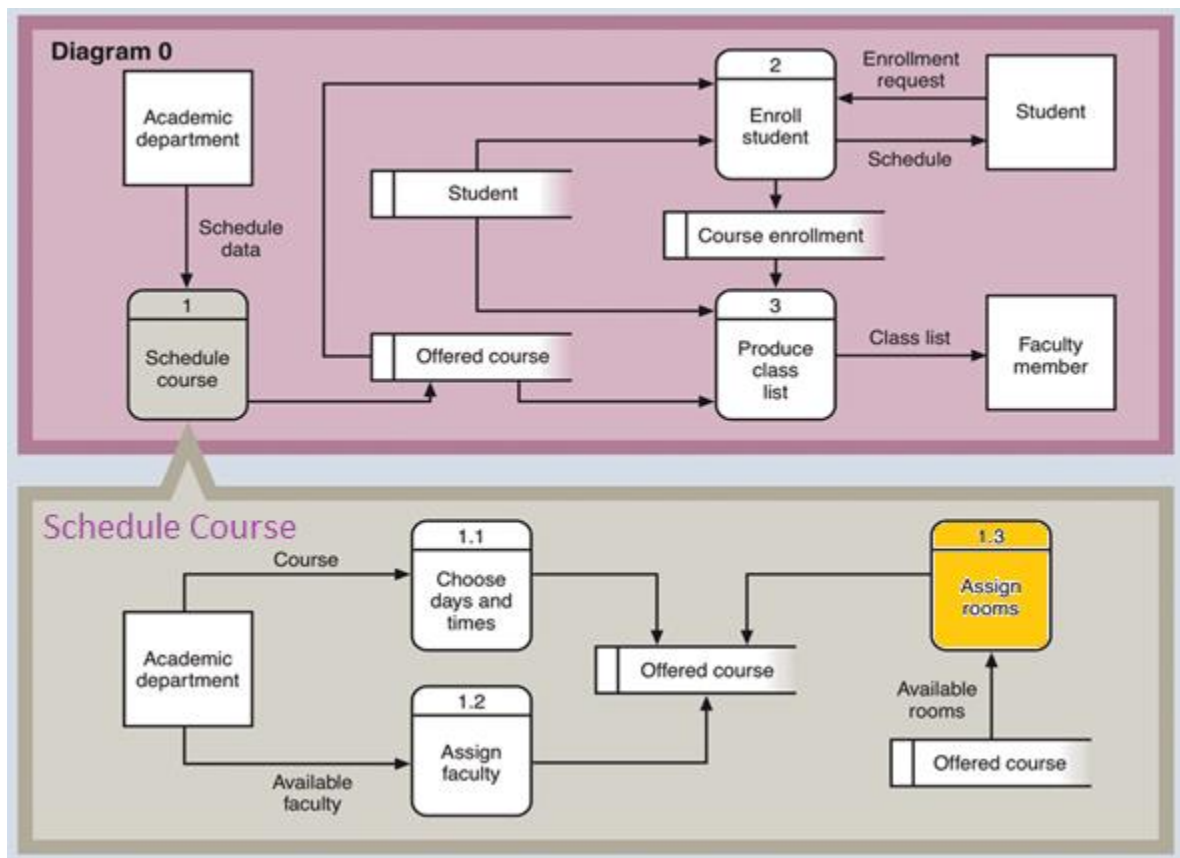 Diagram 0
Academic
department
Schedule
data
1
Schedule
course
Student
Offered course
2
Enroll
student
Enrollment
request
Schedule
Student
Course enrollment
3
Produce
class
list
Class list
Faculty
member
Schedule Course
Academic
department
Course
1.1
Choose
days and
times
Available
faculty
1.2
Assign
faculty
Offered course
1.3
Assign
rooms
Available
rooms
Offered course